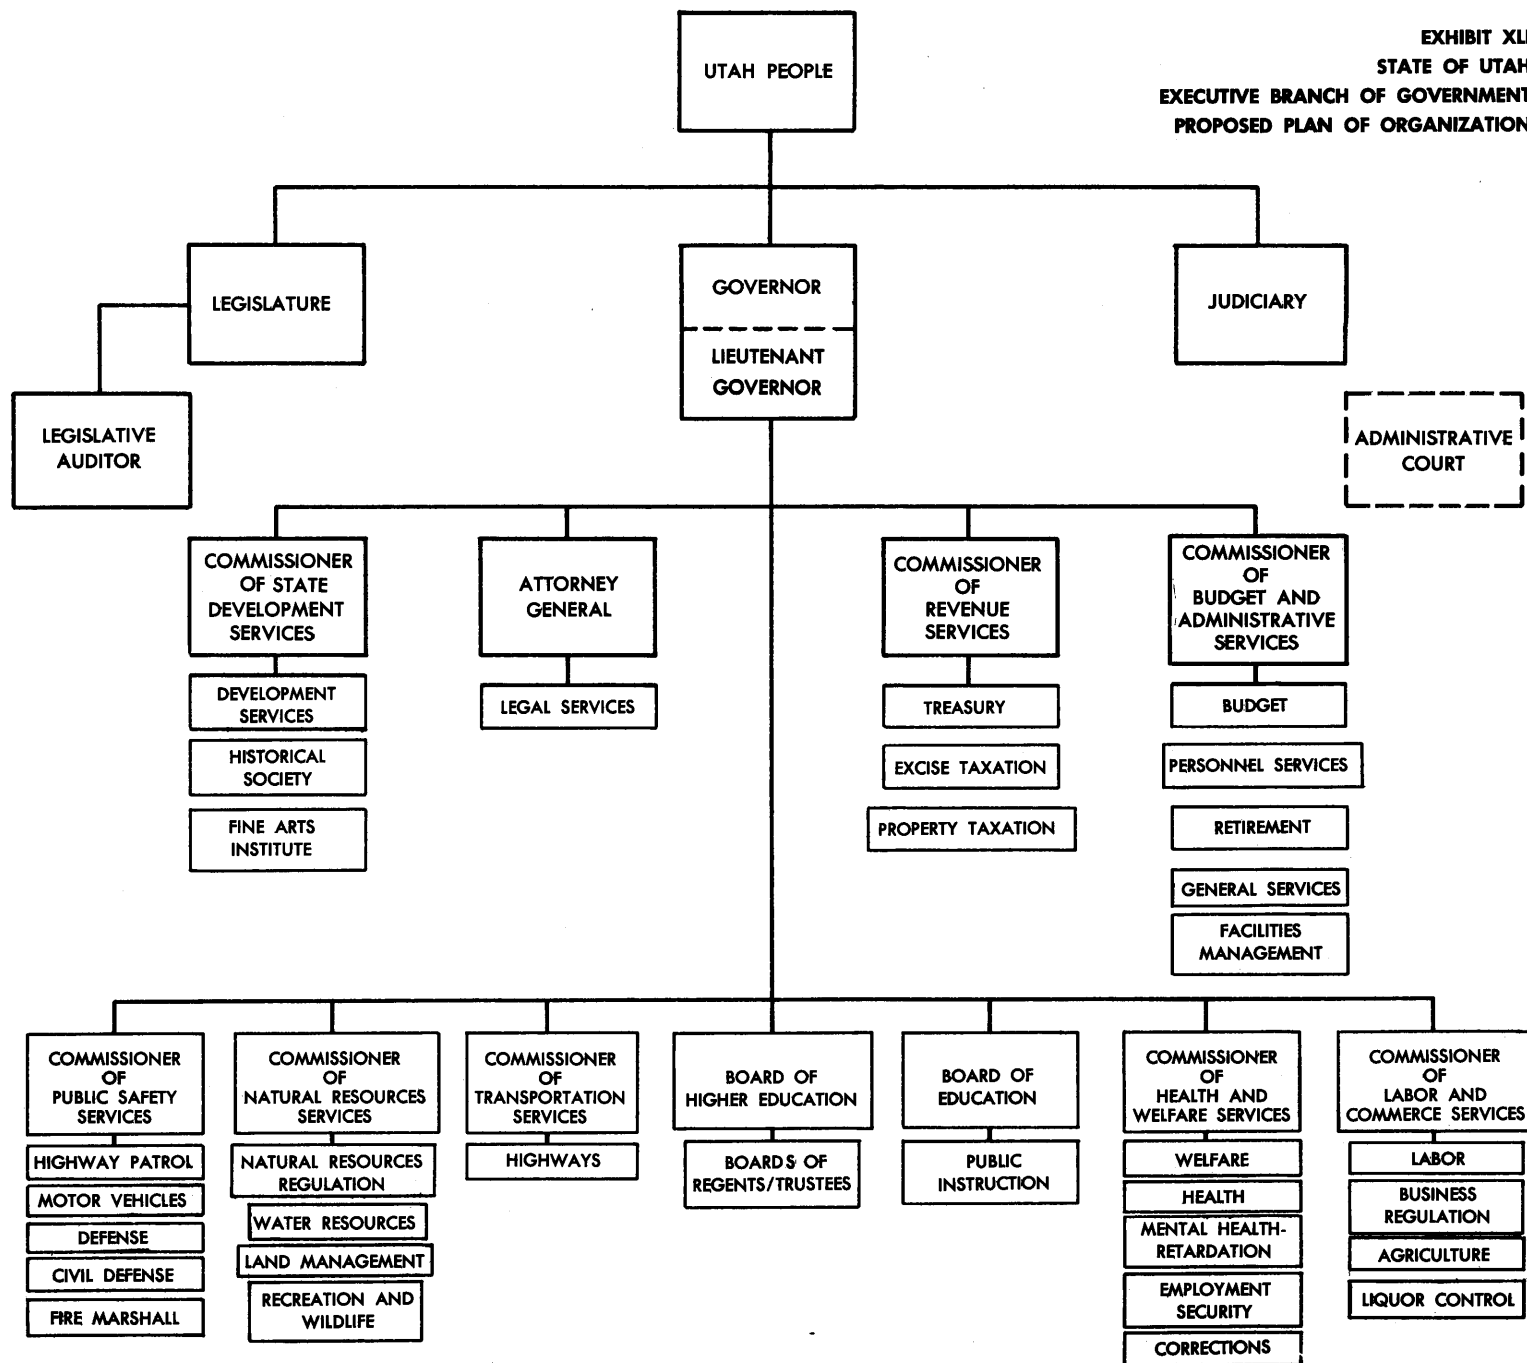 EXHIBIT XLI
STATE OF UTAH
EXECUTIVE BRANCH OF GOVERNMENT
PROPOSED PLAN OF ORGANIZATION
UTAH PEOPLE
LEGISLATURE
GOVERNOR
LIEUTENANT
GOVERNOR
JUDICIARY
LEGISLATIVE
AUDITOR
ADMINISTRATIVE
COURT
COMMISSIONER
OF STATE
DEVELOPMENT
SERVICES
DEVELOPMENT
SERVICES
HISTORICAL
SOCIETY
FINE ARTS
INSTITUTE
ATTORNEY
GENERAL
LEGAL SERVICES
COMMISSIONER
OF
REVENUE
SERVICES
TREASURY
EXCISE TAXATION
PROPERTY TAXATION
COMMISSIONER
OF
BUDGET AND
ADMINISTRATIVE
SERVICES
BUDGET
PERSONNEL SERVICES
RETIREMENT
GENERAL SERVICES
FACILITIES
MANAGEMENT
COMMISSIONER
OF
PUBLIC SAFETY
SERVICES
HIGHWAY PATROL
MOTOR VEHICLES
DEFENSE
CIVIL DEFENSE
FIRE MARSHALL
COMMISSIONER
OF
NATURAL RESOURCES
SERVICES
NATURAL RESOURCES
REGULATION
WATER RESOURCES
LAND MANAGEMENT
RECREATION AND
WILDLIFE
COMMISSIONER
OF
TRANSPORTATION
SERVICES
HIGHWAYS
BOARD OF
HIGHER EDUCATION
BOARDS OF
REGENTS/TRUSTEES
BOARD OF
EDUCATION
PUBLIC
INSTRUCTION
COMMISSIONER
OF
HEALTH AND
WELFARE SERVICES
WELFARE
HEALTH
MENTAL HEALTH-
RETARDATION
EMPLOYMENT
SECURITY
CORRECTIONS
COMMISSIONER
OF
LABOR AND
COMMERCE SERVICES
LABOR
BUSINESS
REGULATION
AGRICULTURE
LIQUOR CONTROL